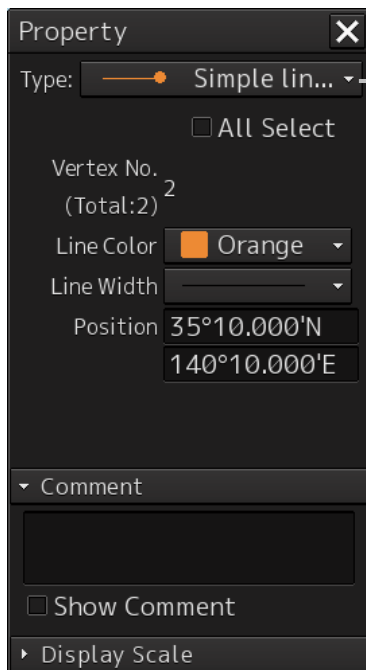 Property
Type: Simple lin...
All Select
Vertex No.
(Total:2) 2
Line Color Orange
Line Width
Position 35°10.000'N
140°10.000'E
Comment
Show Comment
Display Scale